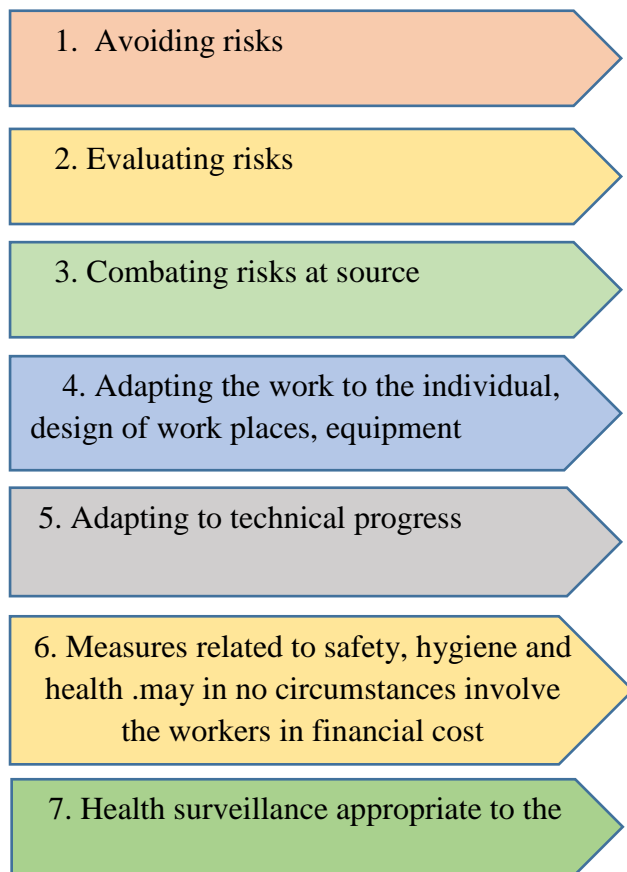 1. Avoiding risks
2. Evaluating risks
3. Combating risks at source
4. Adapting the work to the individual,
design of work places, equipment
5. Adapting to technical progress
6. Measures related to safety, hygiene and
health .may in no circumstances involve
the workers in financial cost
7. Health surveillance appropriate to the